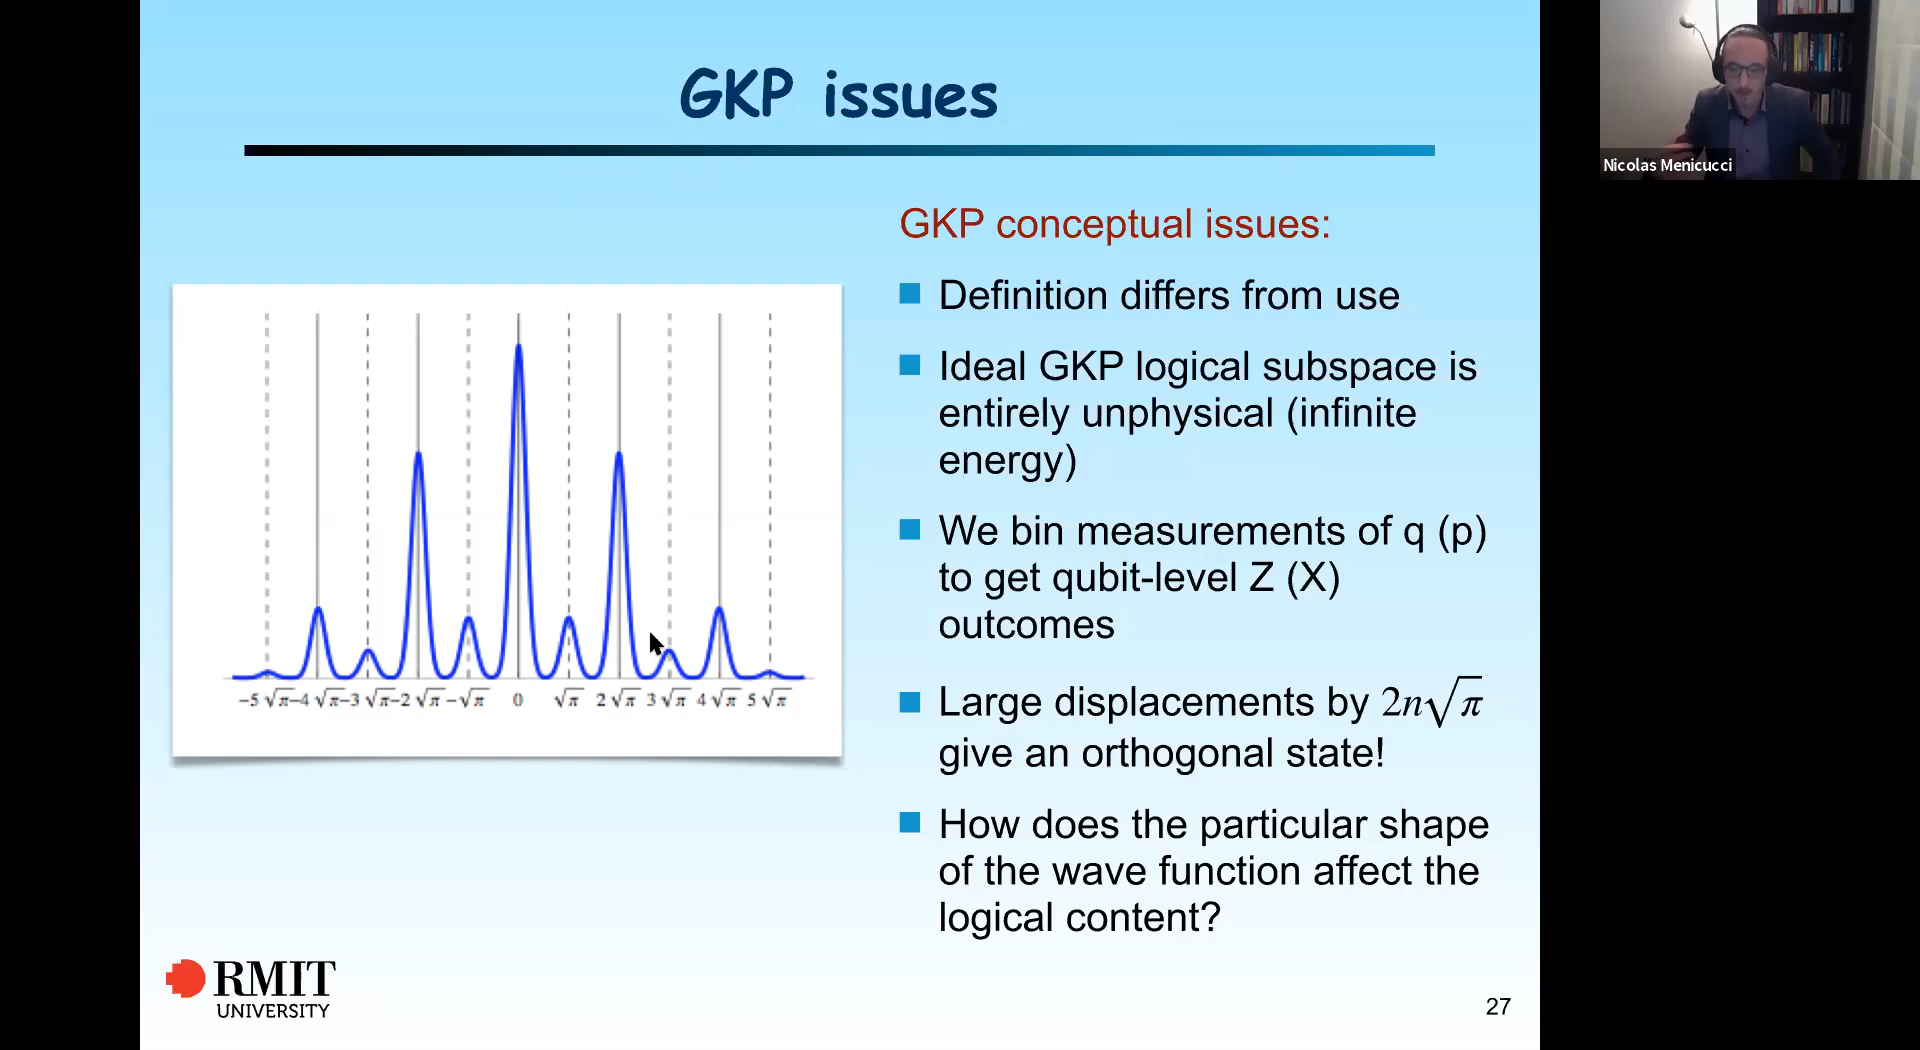 GKP issues
Nicolas Menicucci
GKP conceptual issues:
Definition differs from use
Ideal GKP logical subspace is
entirely unphysical (infinite
energy)
We bin measurements of q (p)
to get qubit-level Z (X)
outcomes
Large displacements by 2n√π
give an orthogonal state!
How does the particular shape
of the wave function affect the
logical content?
−5 √π −4 √π −3 √π −2 √π −√π 0 √π 2 √π 3 √π 4 √π 5 √π
RMIT
UNIVERSITY
27